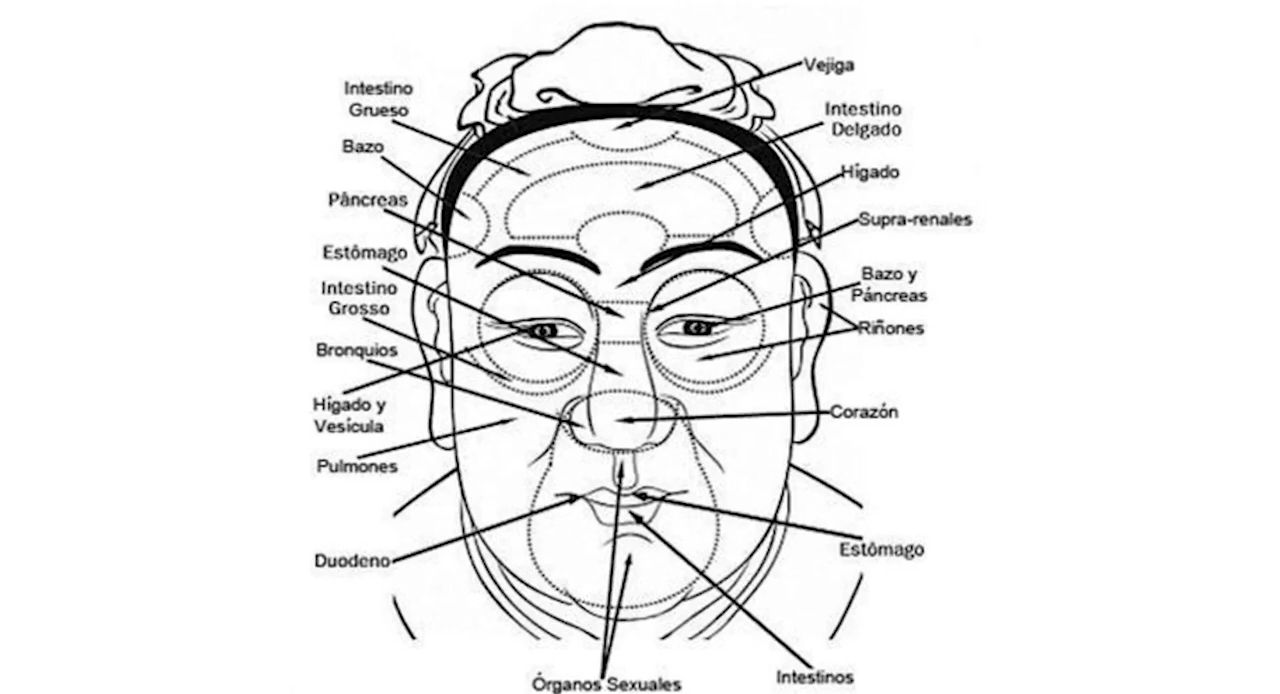 Vejiga
Intestino
Grueso
Intestino
Delgado
Bazo
Hígado
Pâncreas
Supra-renales
Estômago
Bazo y
Páncreas
Intestino
Grosso
Riñones
Bronquios
Hígado y
Vesícula
Corazón
Pulmones
Estômago
Duodeno
Intestinos
Órganos Sexuales